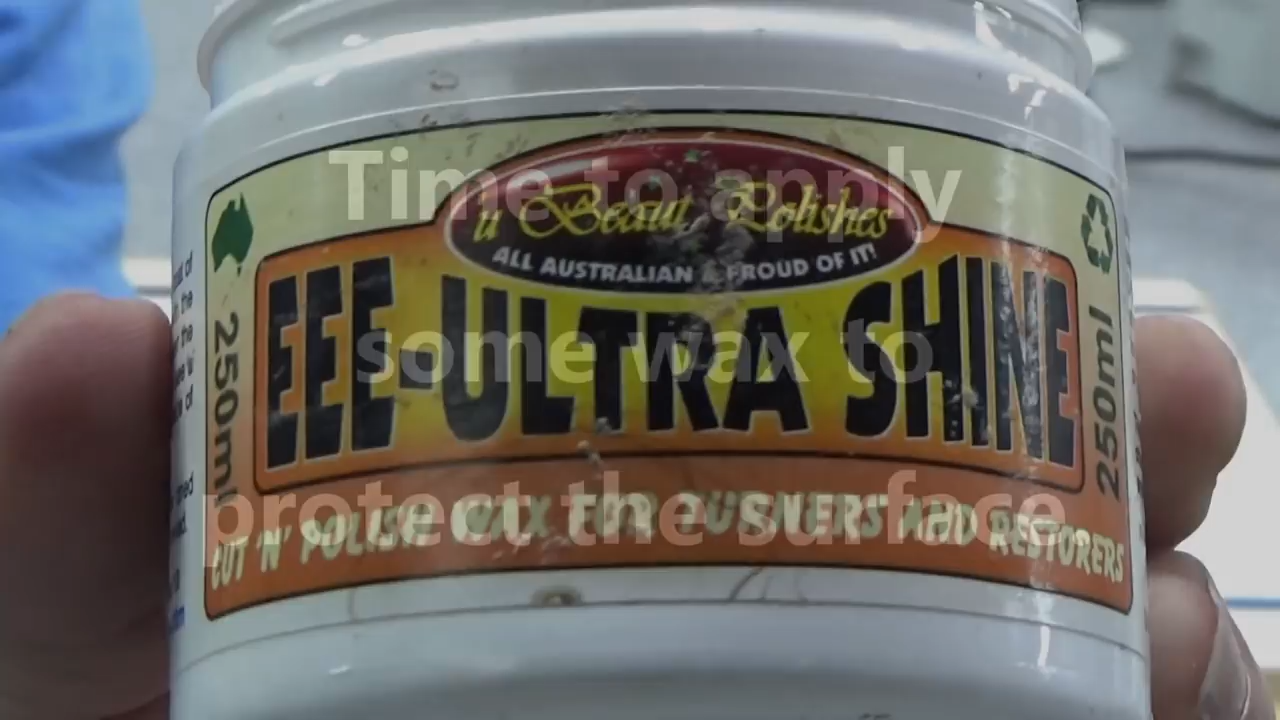 Time to apply
some wax to
protect the surface
u Beaut Polishes
ALL AUSTRALIAN & PROUD OF IT!
EEE-ULTRA SHINE
CUT 'N' POLISH WAX FOR TURNERS AND RESTORERS
250ml
250ml